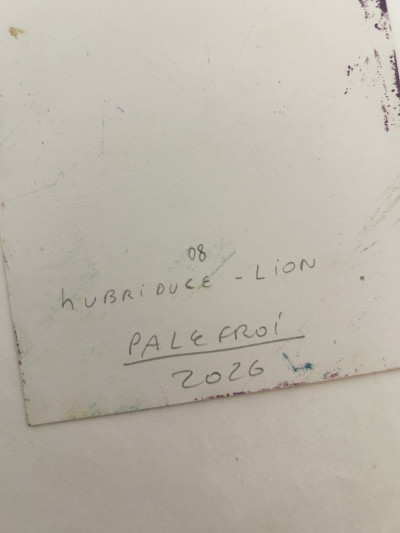 08
hUBRiDUCE - LiON
PALEFROi
2026